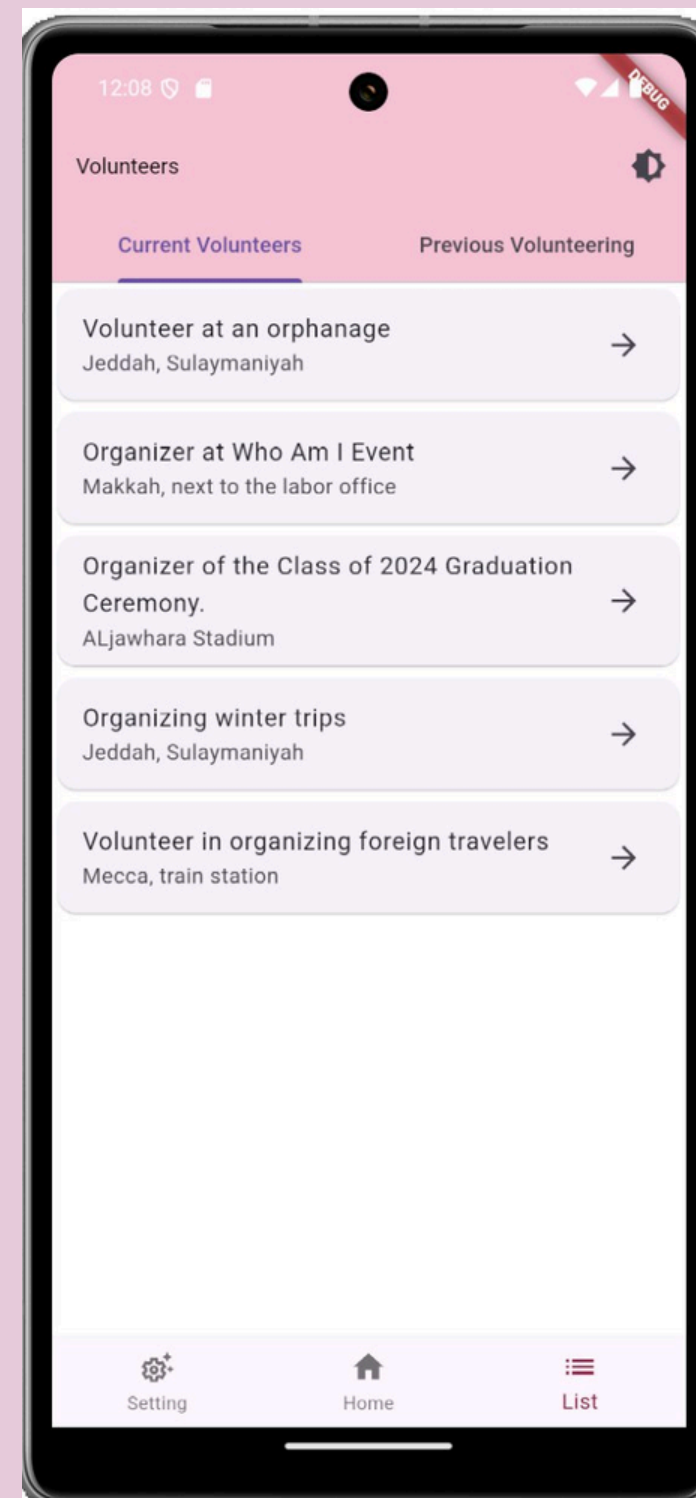 12:08
DEBUG
Volunteers
Current Volunteers
Previous Volunteering
Volunteer at an orphanage
Jeddah, Sulaymaniyah
Organizer at Who Am I Event
Makkah, next to the labor office
Organizer of the Class of 2024 Graduation
Ceremony.
ALjawhara Stadium
Organizing winter trips
Jeddah, Sulaymaniyah
Volunteer in organizing foreign travelers
Mecca, train station
Setting
Home
List